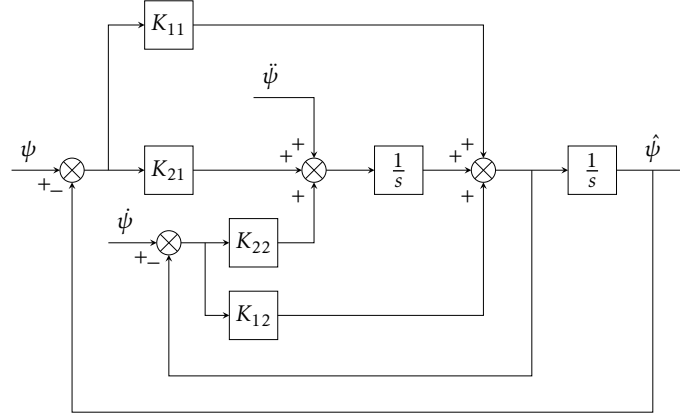 K₁₁
ψ̈
+
+
+
ψ
K₂₁
1/s
1/s
ψ̂
+
−
+
+
+
ψ̇
K₂₂
+
−
K₁₂